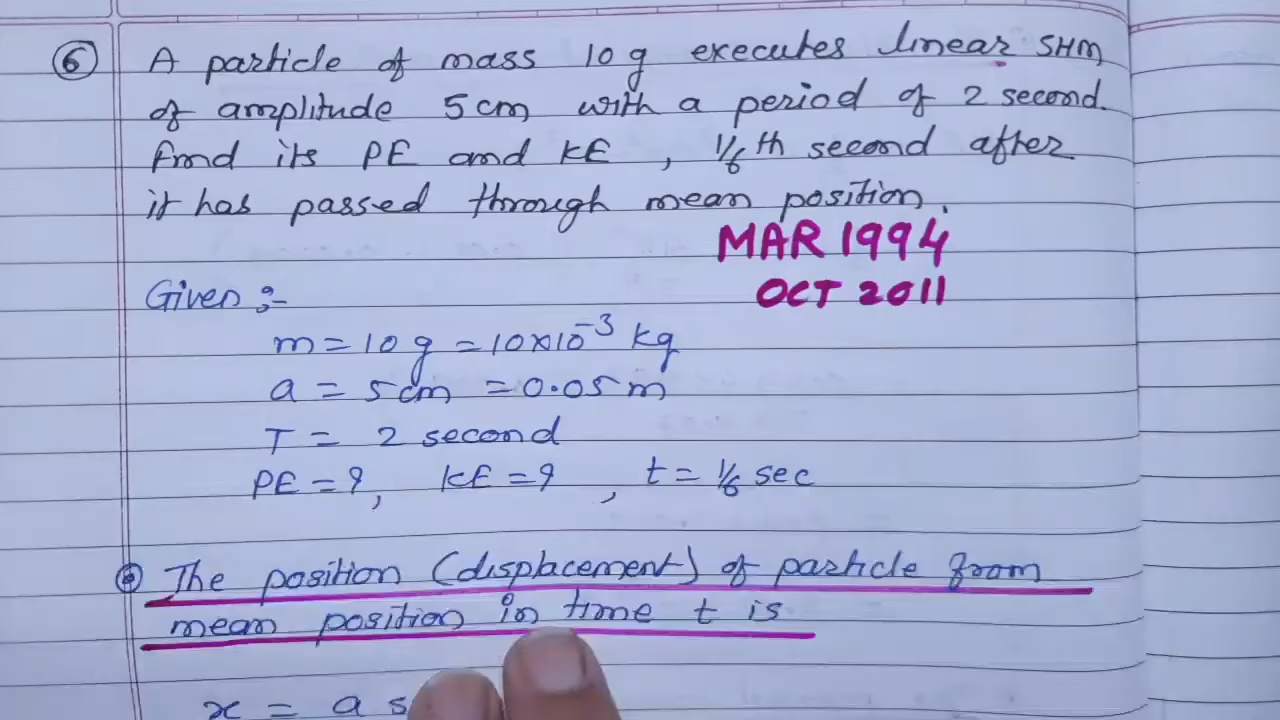 6 A particle of mass 10 g executes linear SHM
of amplitude 5 cm with a period of 2 second.
Find its PE and KE , 1/6 th second after
it has passed through mean position.
MAR 1994
OCT 2011
Given :-
m = 10 g = 10×10⁻³ kg
a = 5 cm = 0.05 m
T = 2 second
PE = ?, KE = ? , t = 1/6 sec
The position (displacement) of particle from
mean position in time t is
x = a s